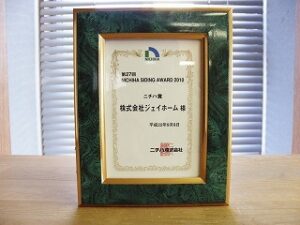 NICHIHA
第27回
NICHIHA SIDING AWARD 2010
ニチハ賞
株式会社ジェイホーム 様
ニチハ株式会社